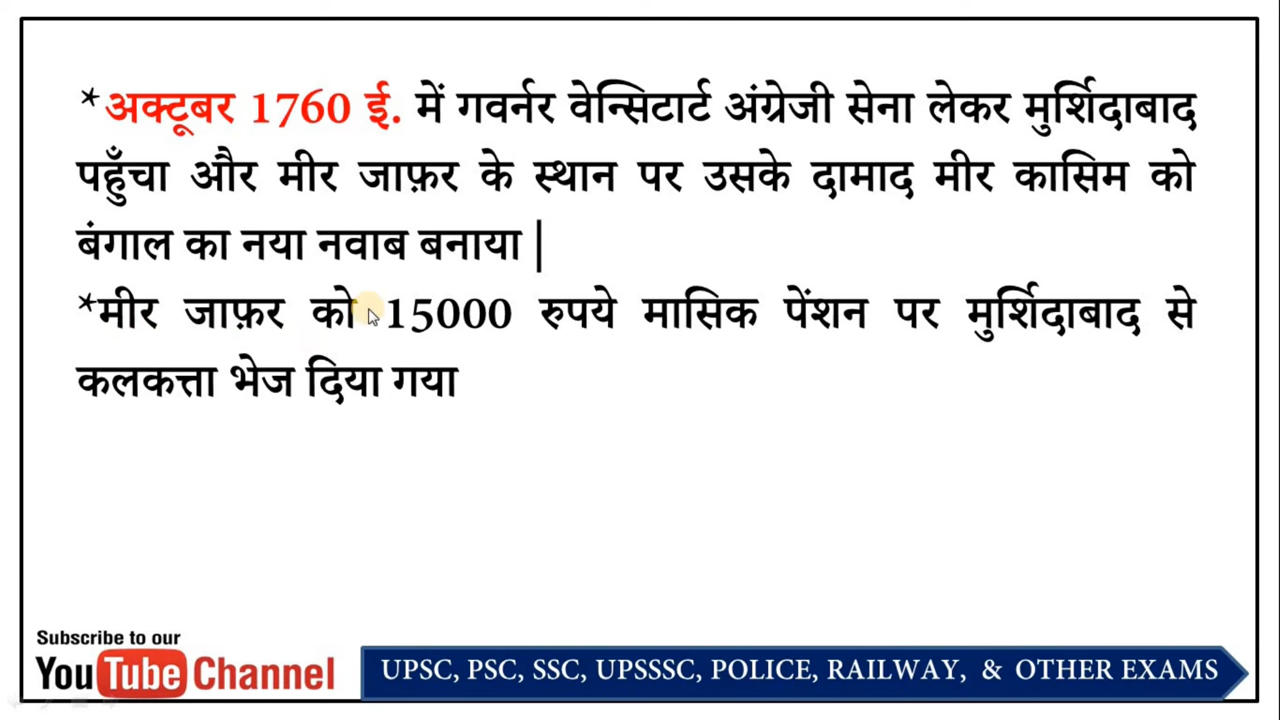 *अक्टूबर 1760 ई. में गवर्नर वेन्सिटार्ट अंग्रेजी सेना लेकर मुर्शिदाबाद
पहुँचा और मीर जाफ़र के स्थान पर उसके दामाद मीर कासिम को
बंगाल का नया नवाब बनाया |
*मीर जाफ़र को 15000 रुपये मासिक पेंशन पर मुर्शिदाबाद से
कलकत्ता भेज दिया गया
Subscribe to our
YouTube Channel
UPSC, PSC, SSC, UPSSSC, POLICE, RAILWAY, & OTHER EXAMS